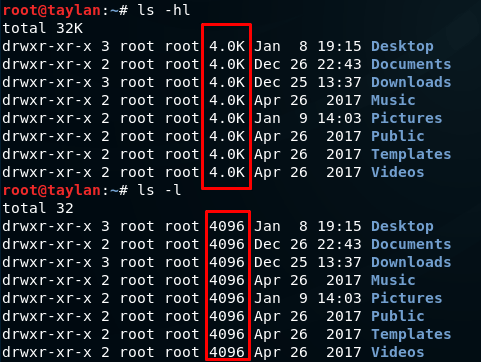 root@taylan:~# ls -hl
total 32K
drwxr-xr-x 3 root root 4.0K Jan  8 19:15 Desktop
drwxr-xr-x 2 root root 4.0K Dec 26 22:43 Documents
drwxr-xr-x 3 root root 4.0K Dec 25 13:37 Downloads
drwxr-xr-x 2 root root 4.0K Apr 26  2017 Music
drwxr-xr-x 2 root root 4.0K Jan  9 14:03 Pictures
drwxr-xr-x 2 root root 4.0K Apr 26  2017 Public
drwxr-xr-x 2 root root 4.0K Apr 26  2017 Templates
drwxr-xr-x 2 root root 4.0K Apr 26  2017 Videos
root@taylan:~# ls -l
total 32
drwxr-xr-x 3 root root 4096 Jan  8 19:15 Desktop
drwxr-xr-x 2 root root 4096 Dec 26 22:43 Documents
drwxr-xr-x 3 root root 4096 Dec 25 13:37 Downloads
drwxr-xr-x 2 root root 4096 Apr 26  2017 Music
drwxr-xr-x 2 root root 4096 Jan  9 14:03 Pictures
drwxr-xr-x 2 root root 4096 Apr 26  2017 Public
drwxr-xr-x 2 root root 4096 Apr 26  2017 Templates
drwxr-xr-x 2 root root 4096 Apr 26  2017 Videos